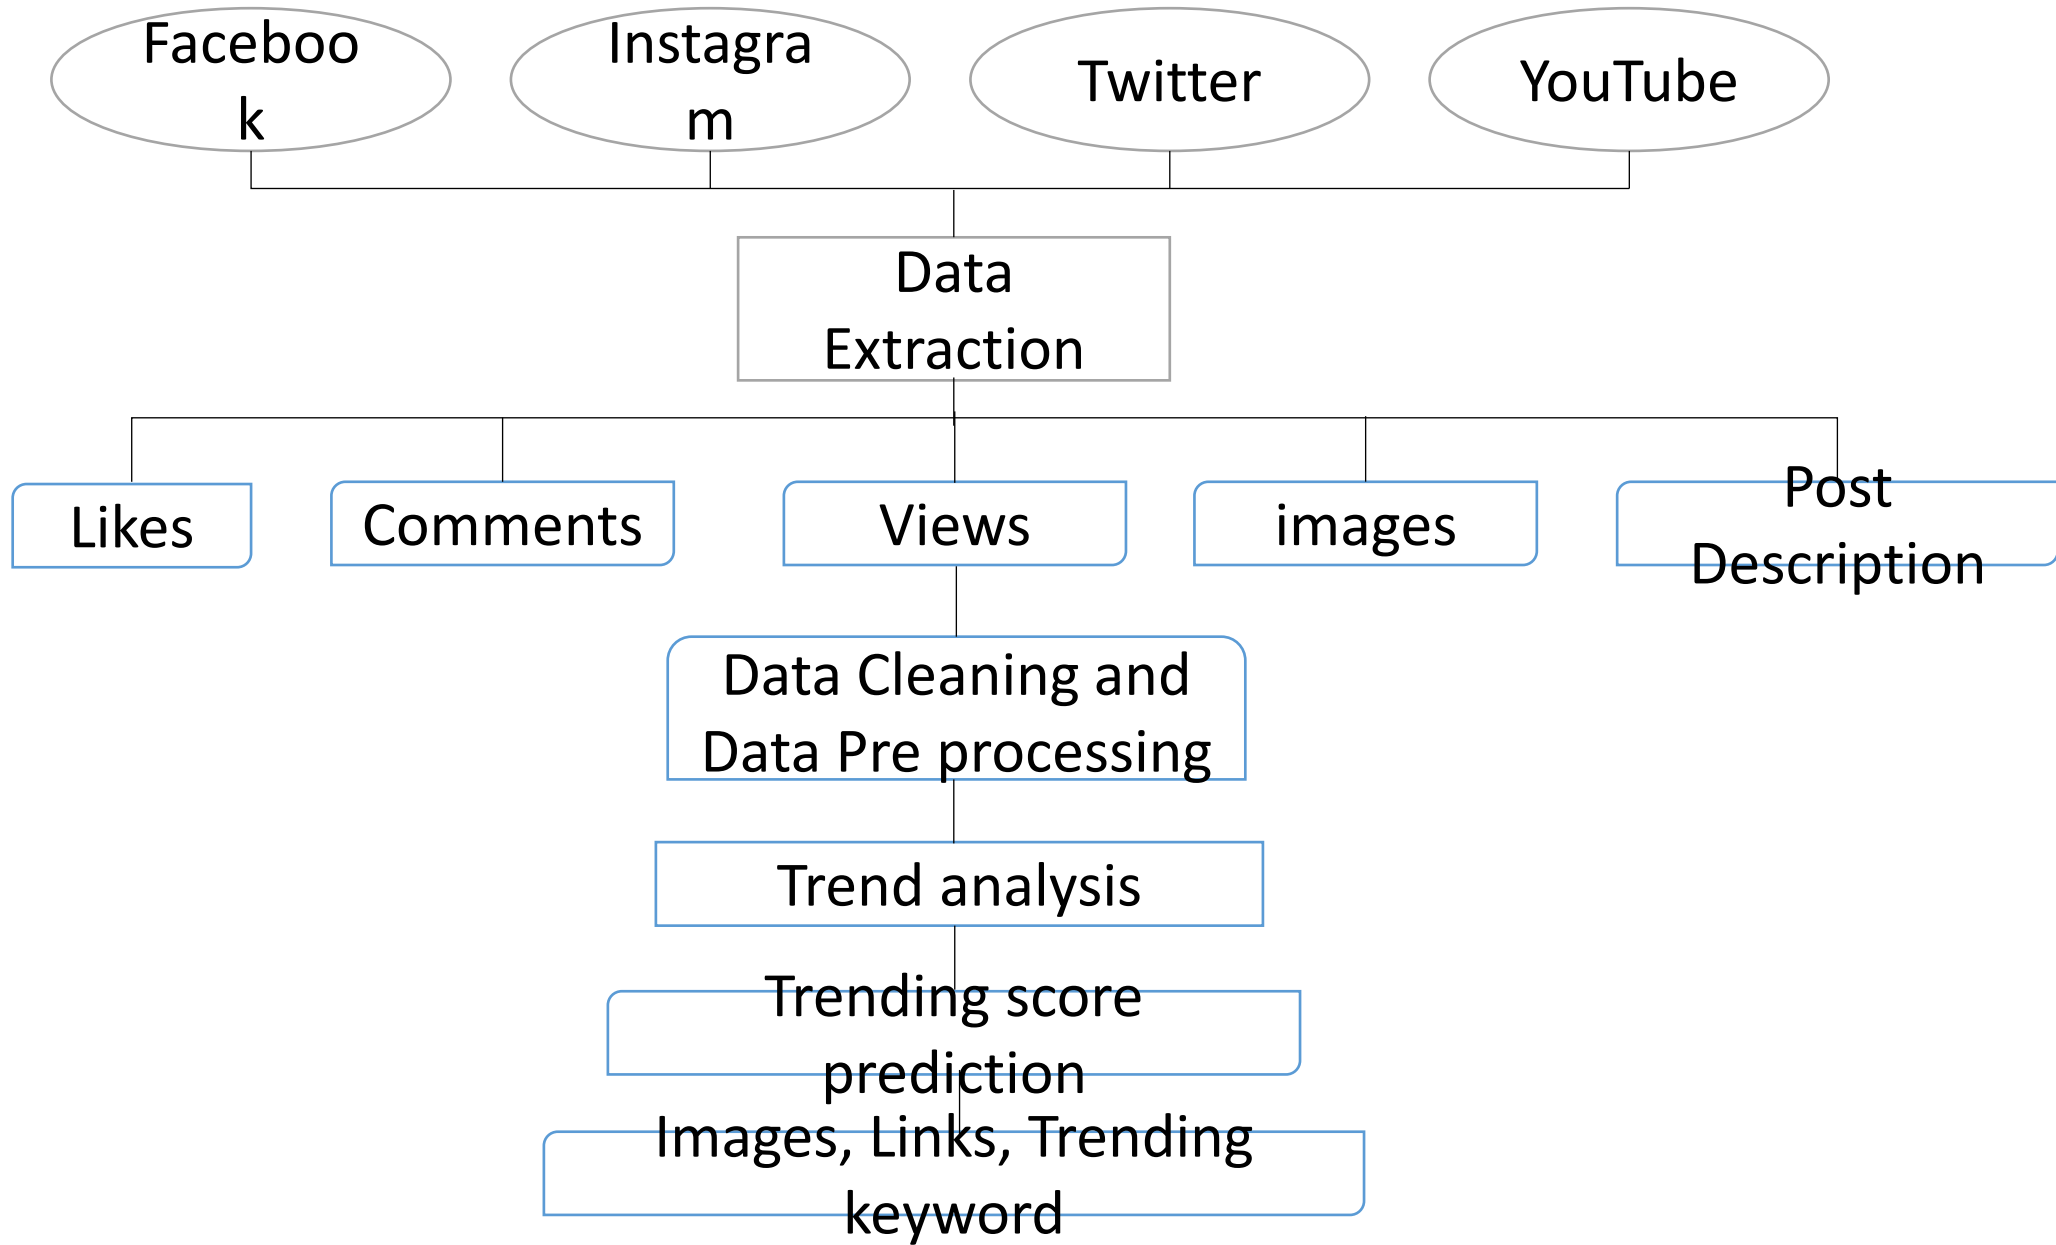 Faceboo
k
Instagra
m
Twitter
YouTube
Data
Extraction
Likes
Comments
Views
images
Post
Description
Data Cleaning and
Data Pre processing
Trend analysis
Trending score
prediction
Images, Links, Trending
keyword